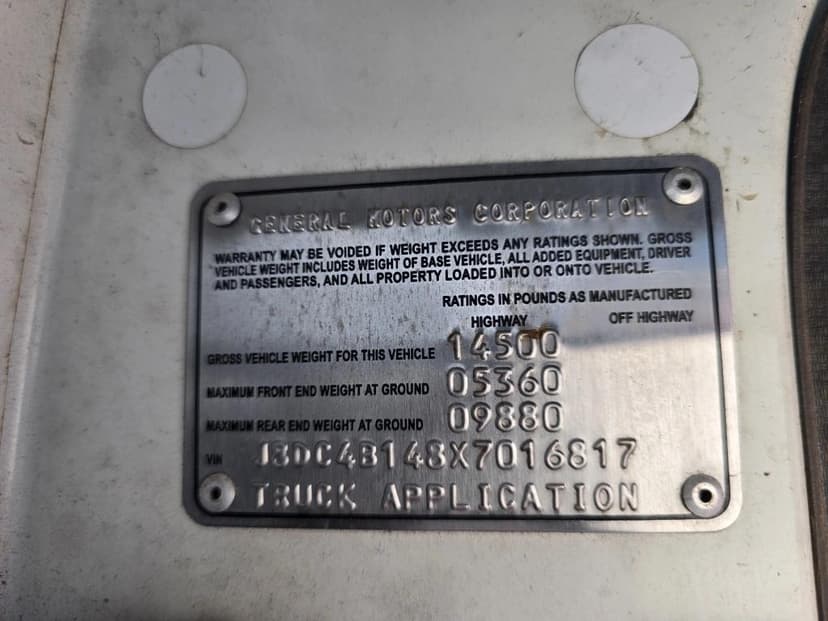 GENERAL MOTORS CORPORATION
WARRANTY MAY BE VOIDED IF WEIGHT EXCEEDS ANY RATINGS SHOWN. GROSS
VEHICLE WEIGHT INCLUDES WEIGHT OF BASE VEHICLE, ALL ADDED EQUIPMENT, DRIVER
AND PASSENGERS, AND ALL PROPERTY LOADED INTO OR ONTO VEHICLE.
RATINGS IN POUNDS AS MANUFACTURED
HIGHWAY OFF HIGHWAY
GROSS VEHICLE WEIGHT FOR THIS VEHICLE 14500
MAXIMUM FRONT END WEIGHT AT GROUND 05360
MAXIMUM REAR END WEIGHT AT GROUND 09880
VIN J8DC4B148X7016817
TRUCK APPLICATION